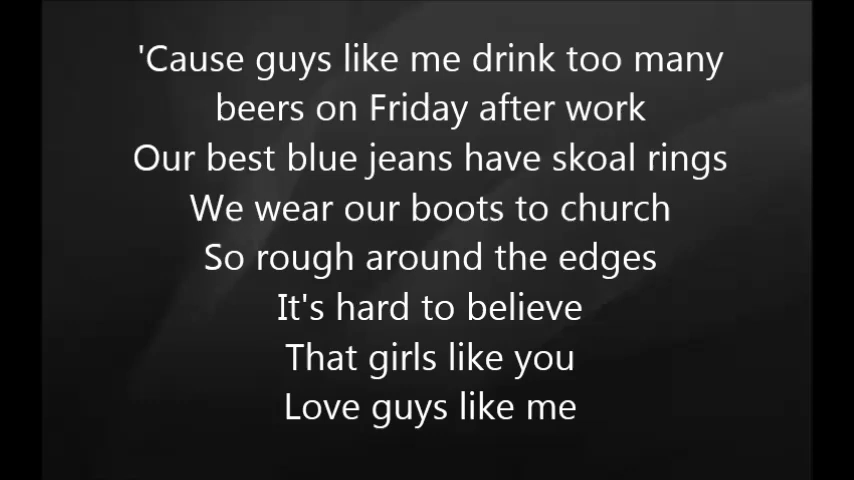 'Cause guys like me drink too many
beers on Friday after work
Our best blue jeans have skoal rings
We wear our boots to church
So rough around the edges
It's hard to believe
That girls like you
Love guys like me